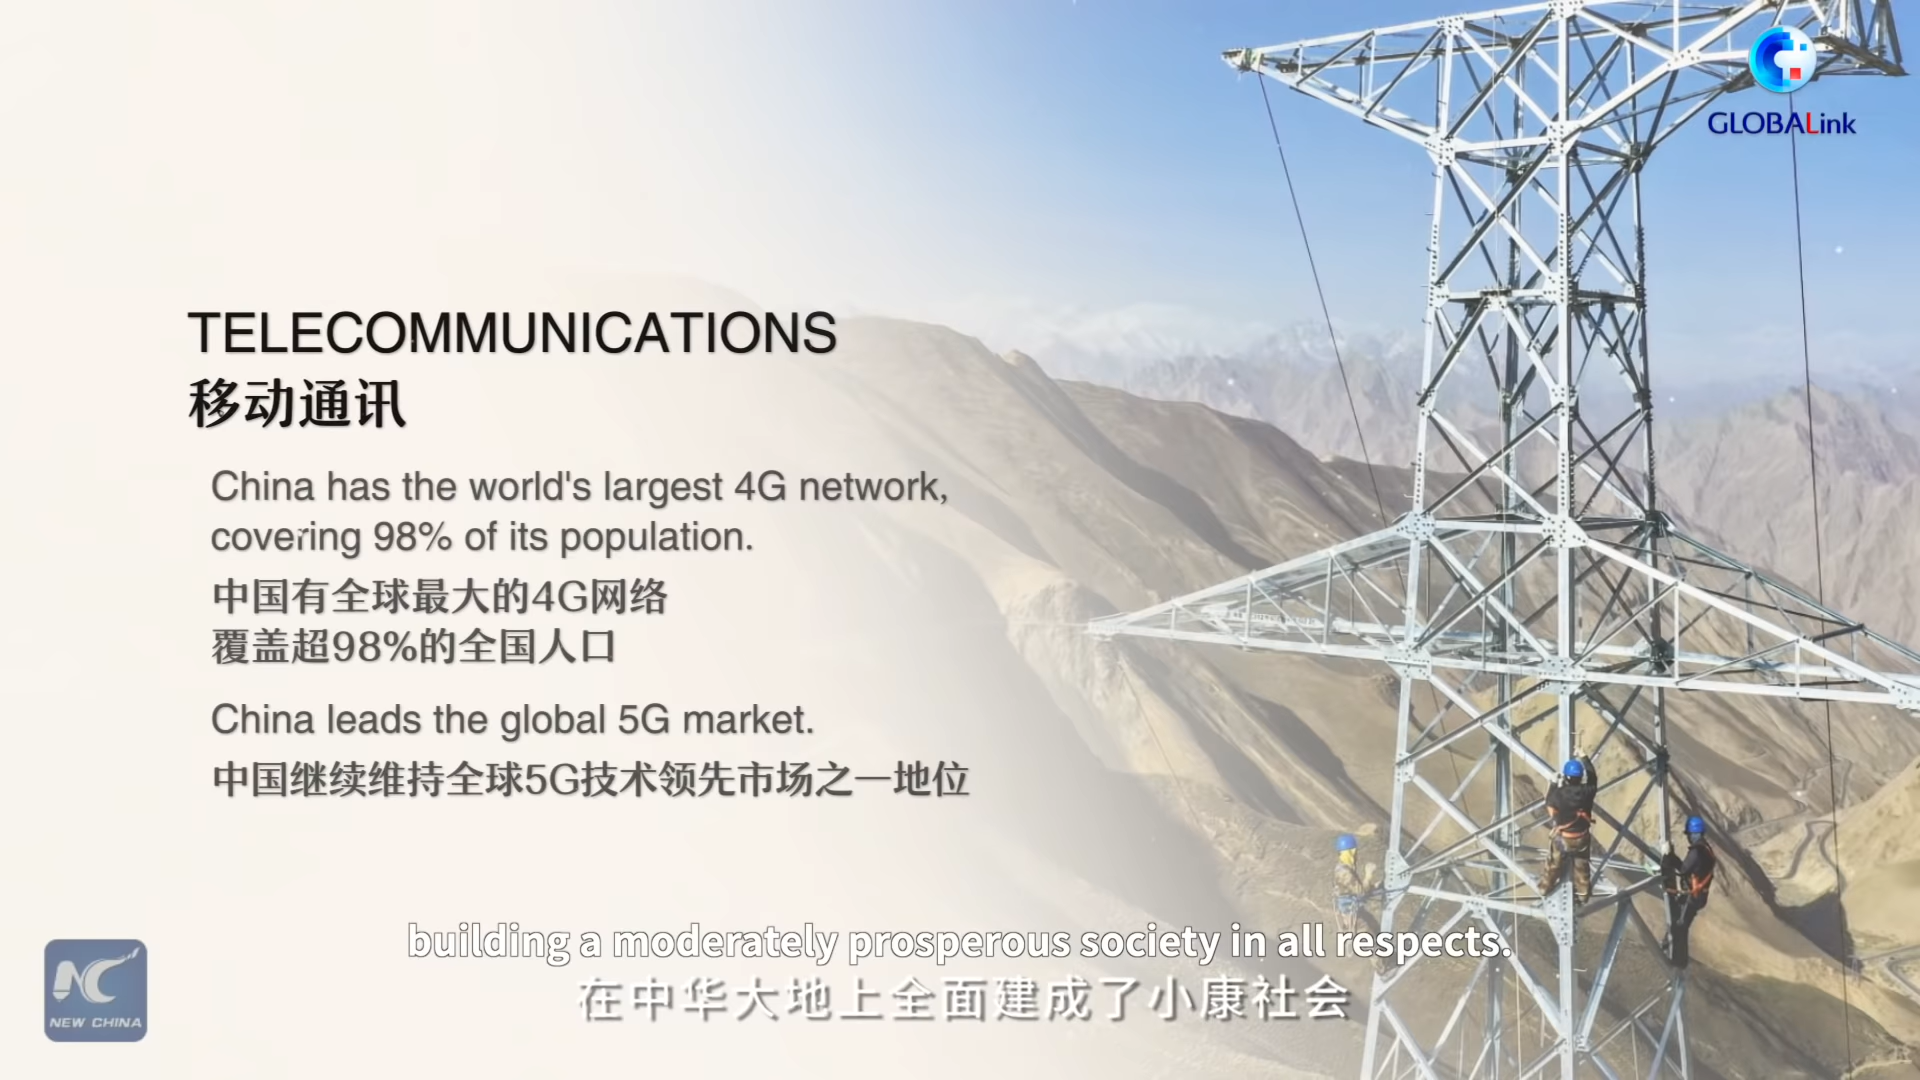 GLOBALink
TELECOMMUNICATIONS
移动通讯
China has the world's largest 4G network,
covering 98% of its population.
中国有全球最大的4G网络
覆盖超98%的全国人口
China leads the global 5G market.
中国继续维持全球5G技术领先市场之一地位
building a moderately prosperous society in all respects.
在中华大地上全面建成了小康社会
NC
NEW CHINA